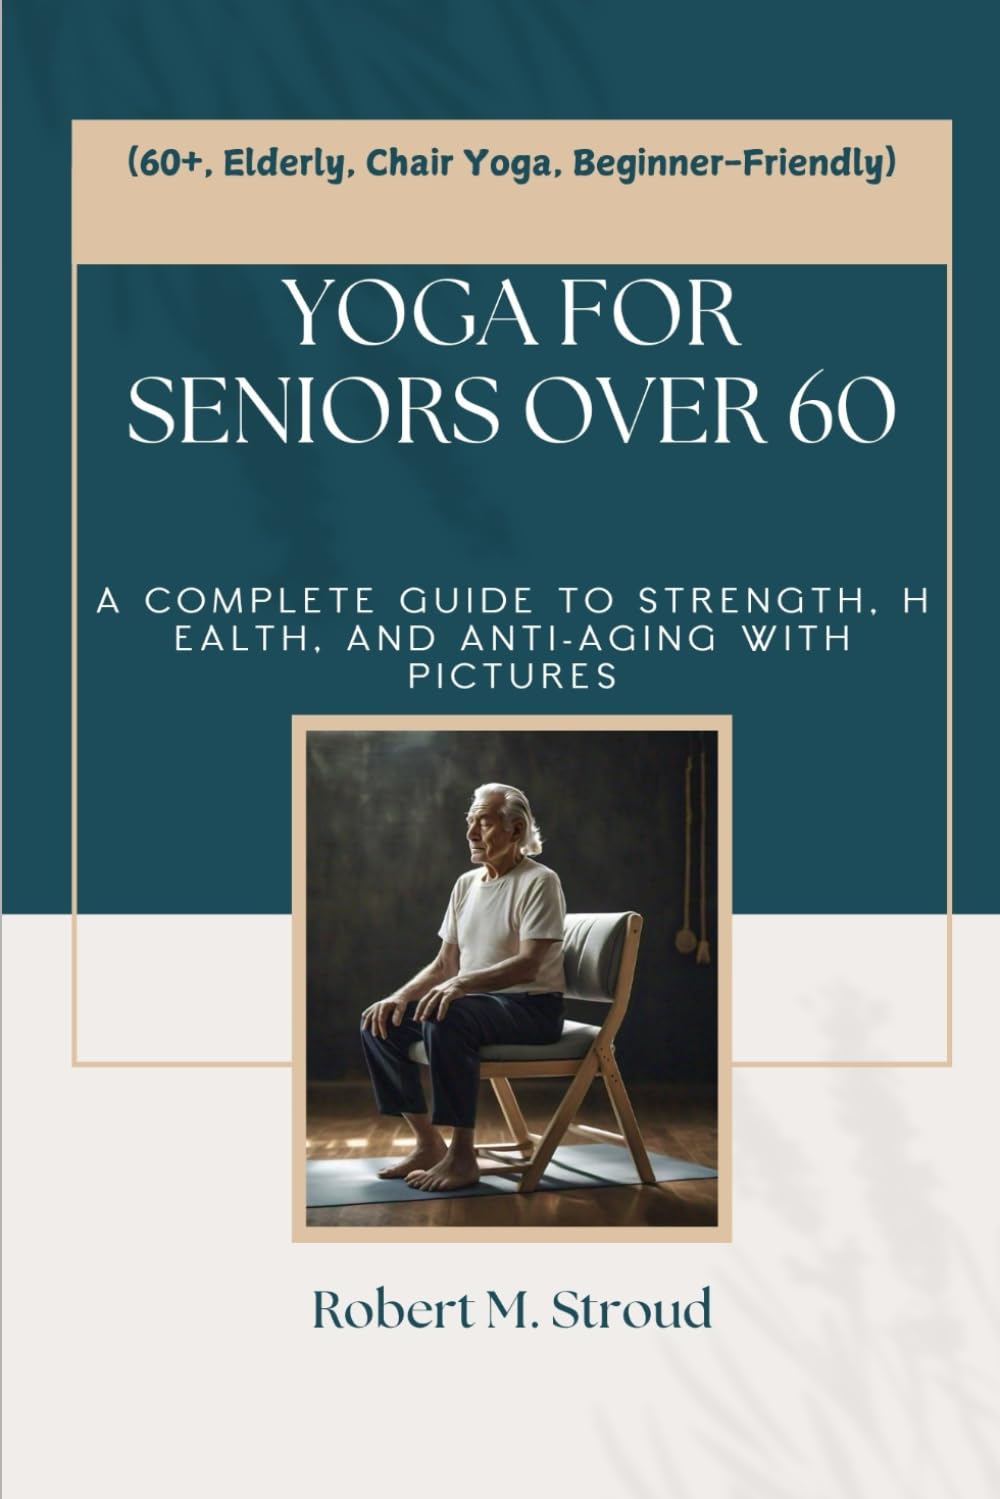 (60+, Elderly, Chair Yoga, Beginner-Friendly)
YOGA FOR
SENIORS OVER 60
A COMPLETE GUIDE TO STRENGTH, H
EALTH, AND ANTI-AGING WITH
PICTURES
Robert M. Stroud